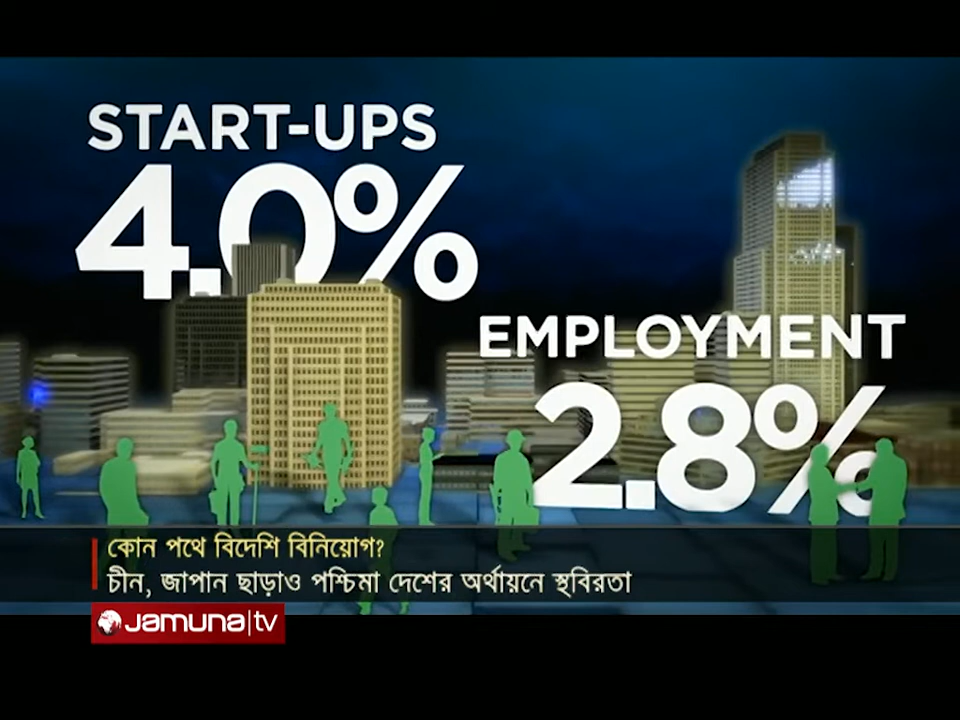 START-UPS
4.0%
EMPLOYMENT
2.8%
কোন পথে বিদেশি বিনিয়োগ?
চীন, জাপান ছাড়াও পশ্চিমা দেশের অর্থায়নে স্থবিরতা
JAMUNA|tv